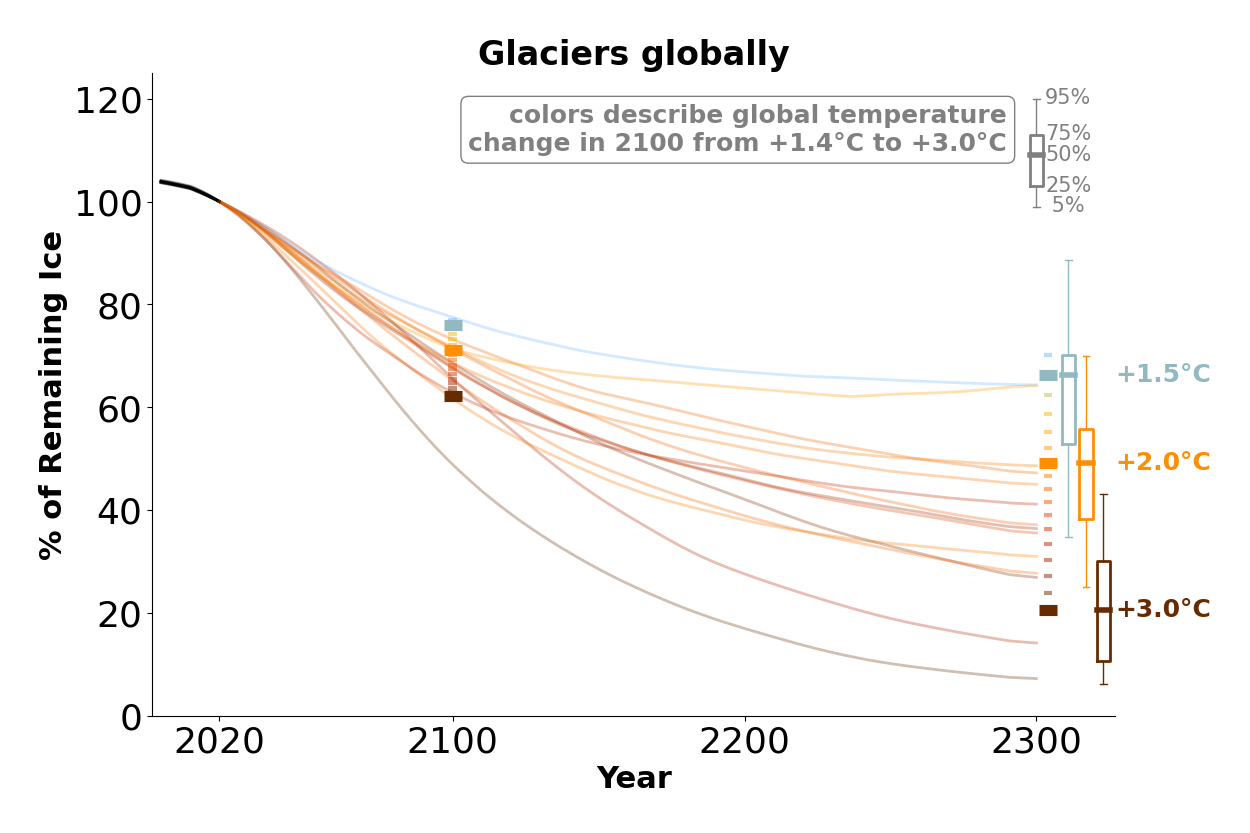 Glaciers globally
colors describe global temperature
change in 2100 from +1.4°C to +3.0°C
95%
75%
50%
25%
5%
% of Remaining Ice
120
100
80
60
40
20
0
+1.5°C
+2.0°C
+3.0°C
2020
2100
2200
2300
Year